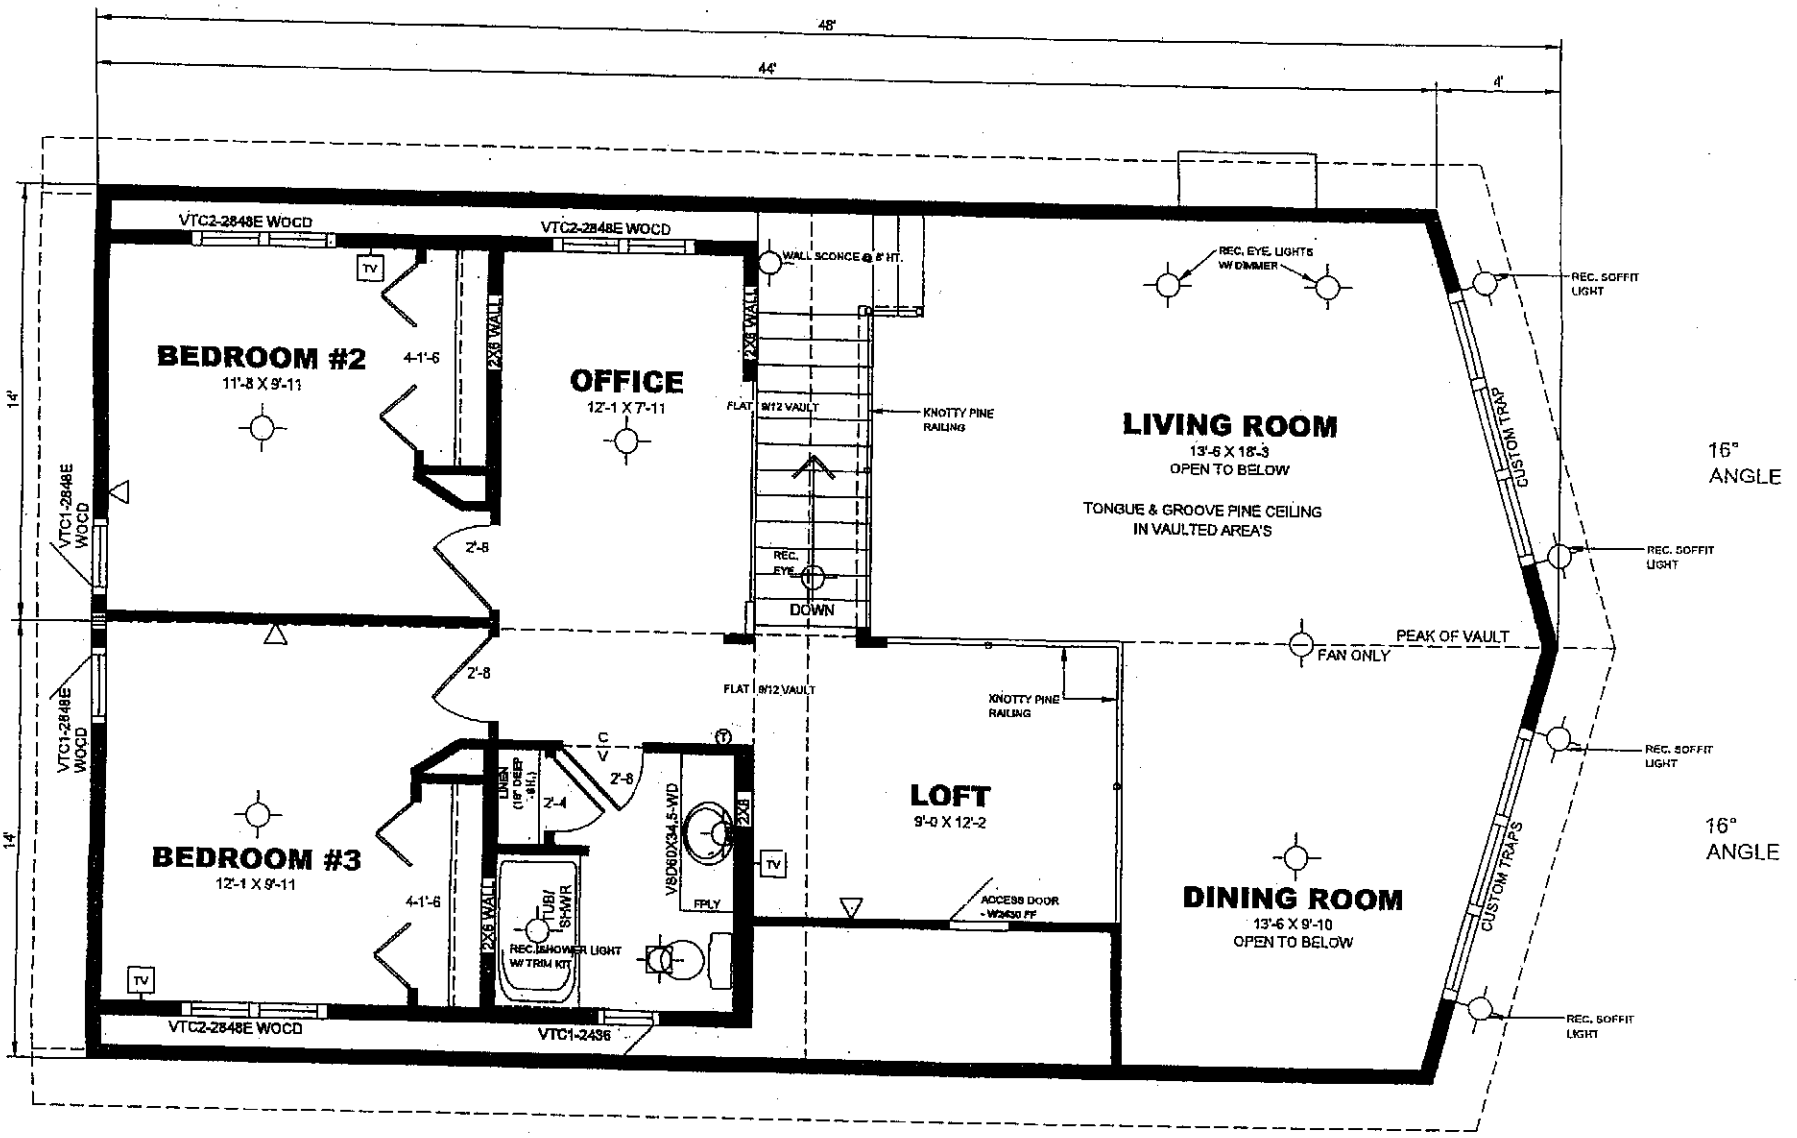 48'
44'
4'
14'
14'
VTC2-2848E WOCD
VTC2-2848E WOCD
TV
WALL SCONCE @ 8' HT.
REC. EYE LIGHTS
W/ DIMMER
REC. SOFFIT
LIGHT
2X6 WALL
2X6 WALL
BEDROOM #2
11'-8 X 9'-11
4-1'-6
OFFICE
12'-1 X 7'-11
FLAT
9/12 VAULT
KNOTTY PINE
RAILING
LIVING ROOM
13'-6 X 18'-3
OPEN TO BELOW
TONGUE & GROOVE PINE CEILING
IN VAULTED AREA'S
CUSTOM TRAP
16°
ANGLE
VTC1-2848E
WOCD
2'-8
REC.
EYE
DOWN
REC. SOFFIT
LIGHT
PEAK OF VAULT
FAN ONLY
2'-8
FLAT
9/12 VAULT
KNOTTY PINE
RAILING
VTC1-2848E
WOCD
C
V
T
REC. SOFFIT
LIGHT
LINEN
(18" DEEP
2'-4
2'-8
VSD60X34.5-WD
2X6
LOFT
9'-0 X 12'-2
TV
BEDROOM #3
12'-1 X 9'-11
4-1'-6
2X6 WALL
TUB/
SHWR
FPLY
ACCESS DOOR
- W2430 FF
DINING ROOM
13'-6 X 9'-10
OPEN TO BELOW
CUSTOM TRAPS
16°
ANGLE
REC. SHOWER LIGHT
W/ TRIM KIT
TV
VTC2-2848E WOCD
VTC1-2436
REC. SOFFIT
LIGHT